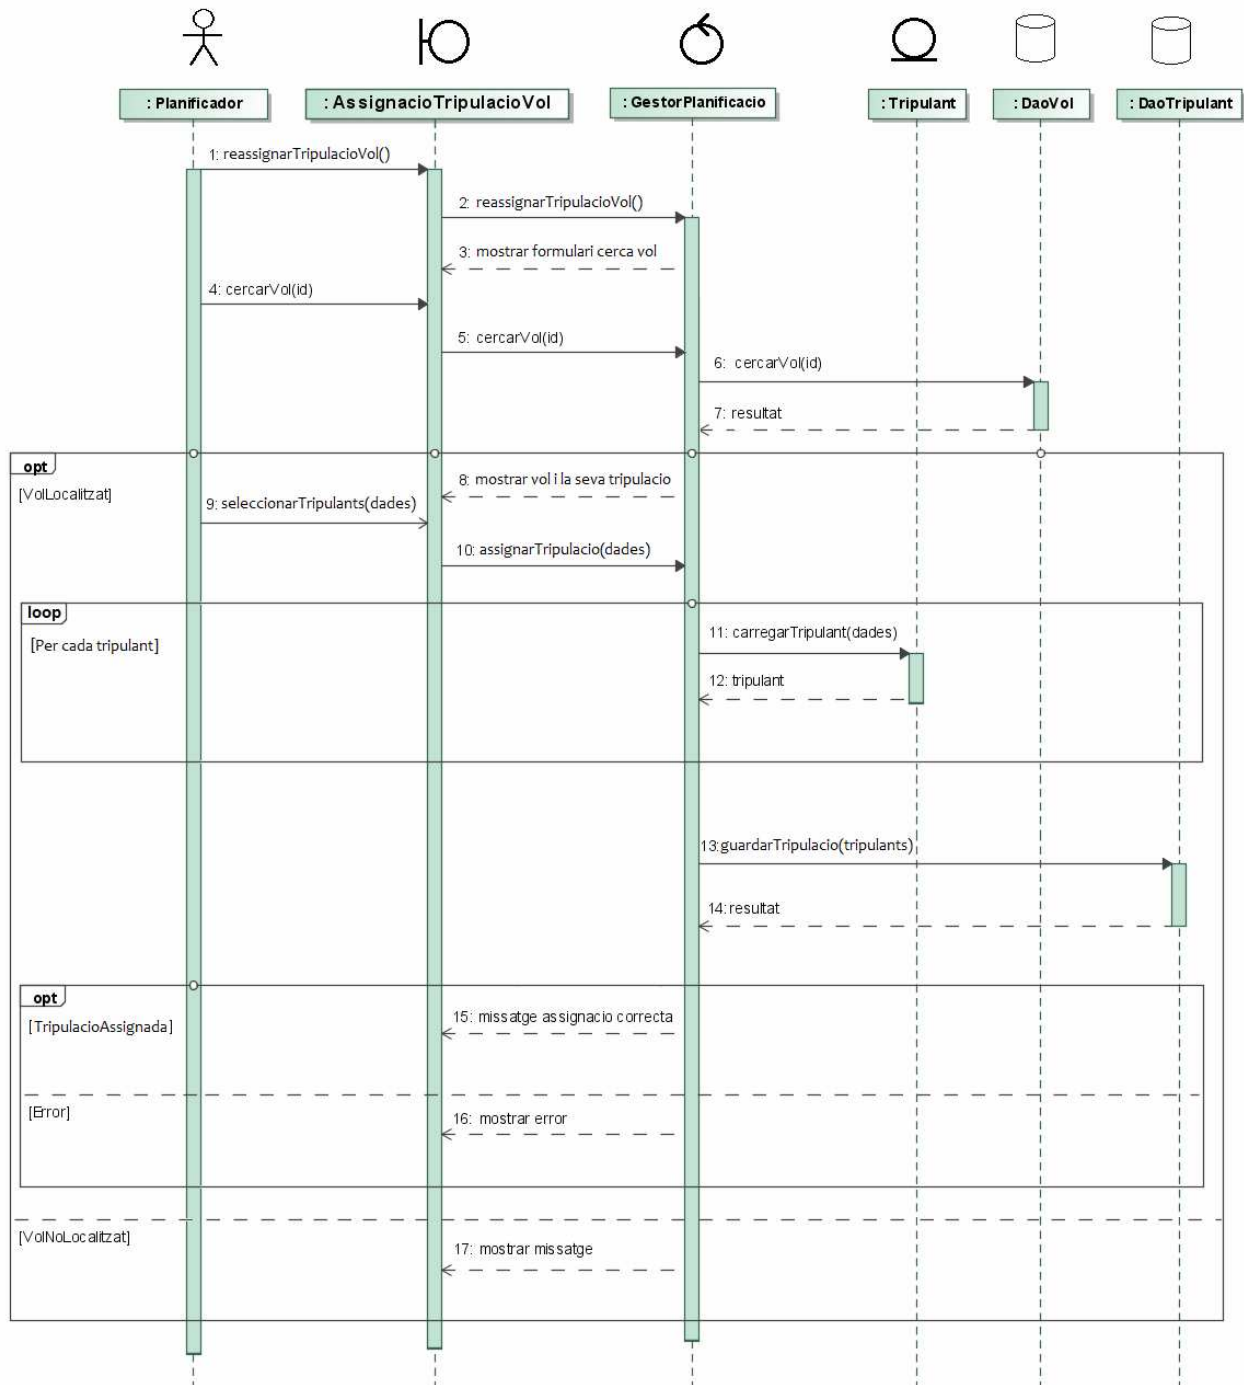 : Planificador
: AssignacioTripulacioVol
: GestorPlanificacio
: Tripulant
: DaoVol
: DaoTripulant
1: reassignarTripulacioVol()
2: reassignarTripulacioVol()
3: mostrar formulari cerca vol
4: cercarVol(id)
5: cercarVol(id)
6: cercarVol(id)
7: resultat
opt
[VolLocalitzat]
8: mostrar vol i la seva tripulacio
9: seleccionarTripulants(dades)
10: assignarTripulacio(dades)
loop
[Per cada tripulant]
11: carregarTripulant(dades)
12: tripulant
13:guardarTripulacio(tripulants)
14: resultat
opt
[TripulacioAssignada]
15: missatge assignacio correcta
[Error]
16: mostrar error
[VolNoLocalitzat]
17: mostrar missatge